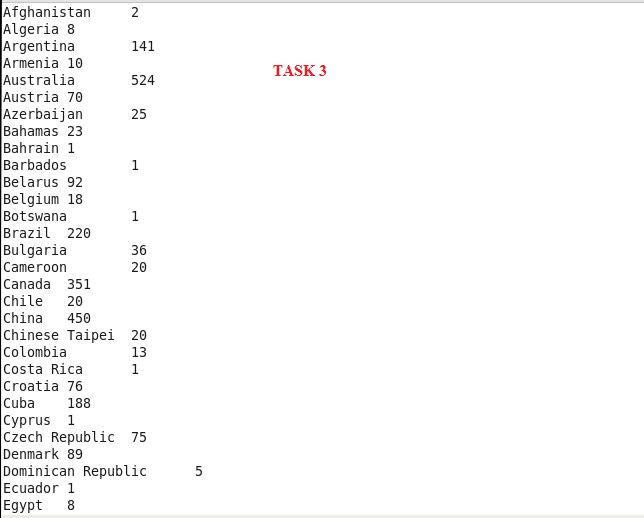 Afghanistan 2
Algeria 8
Argentina 141
Armenia 10
TASK 3
Australia 524
Austria 70
Azerbaijan 25
Bahamas 23
Bahrain 1
Barbados 1
Belarus 92
Belgium 18
Botswana 1
Brazil 220
Bulgaria 36
Cameroon 20
Canada 351
Chile 20
China 450
Chinese Taipei 20
Colombia 13
Costa Rica 1
Croatia 76
Cuba 188
Cyprus 1
Czech Republic 75
Denmark 89
Dominican Republic 5
Ecuador 1
Egypt 8